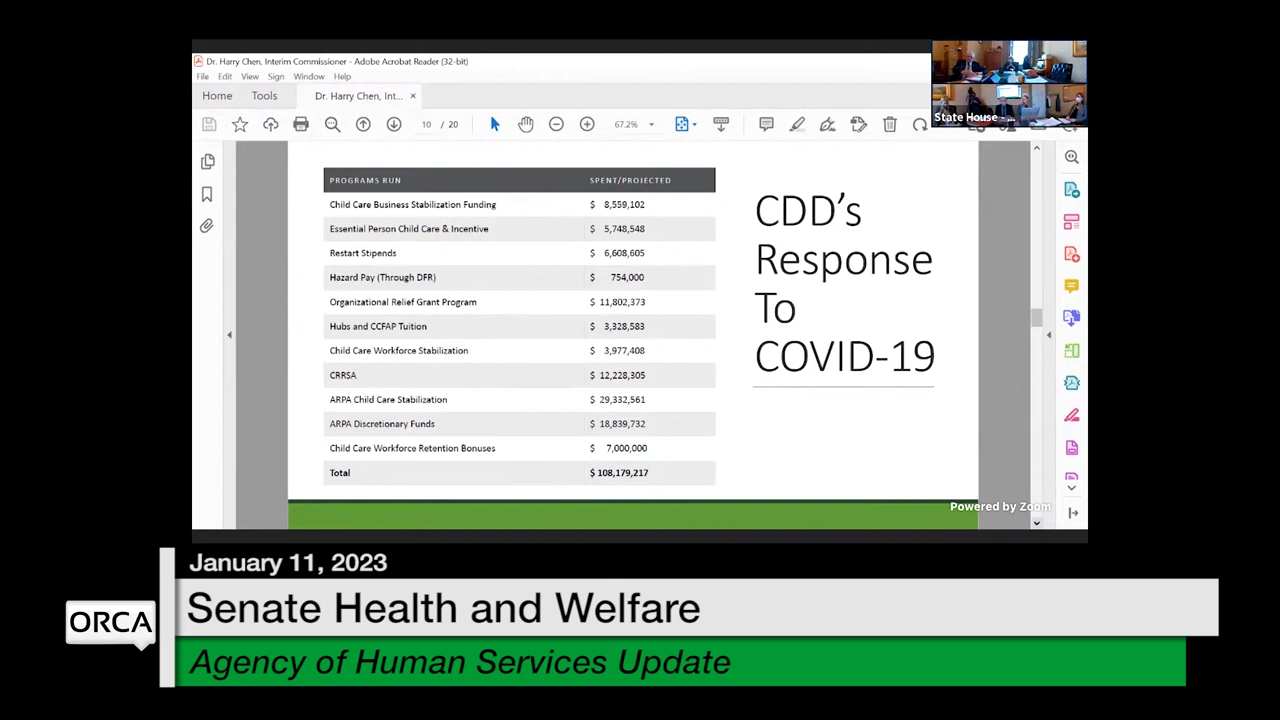 Dr. Harry Chen, Interim Commissioner - Adobe Acrobat Reader (32-bit)
File Edit View Sign Window Help
Home Tools Dr. Harry Chen, Int... ×
10 / 20 67.2%
State House - ...
PROGRAMS RUN SPENT/PROJECTED
Child Care Business Stabilization Funding $ 8,559,102
Essential Person Child Care & Incentive $ 5,748,548
Restart Stipends $ 6,608,605
Hazard Pay (Through DFR) $ 754,000
Organizational Relief Grant Program $ 11,802,373
Hubs and CCFAP Tuition $ 3,328,583
Child Care Workforce Stabilization $ 3,977,408
CRRSA $ 12,228,305
ARPA Child Care Stabilization $ 29,332,561
ARPA Discretionary Funds $ 18,839,732
Child Care Workforce Retention Bonuses $ 7,000,000
Total $ 108,179,217
CDD's
Response
To
COVID-19
Powered by Zoom
January 11, 2023
ORCA
Senate Health and Welfare
Agency of Human Services Update